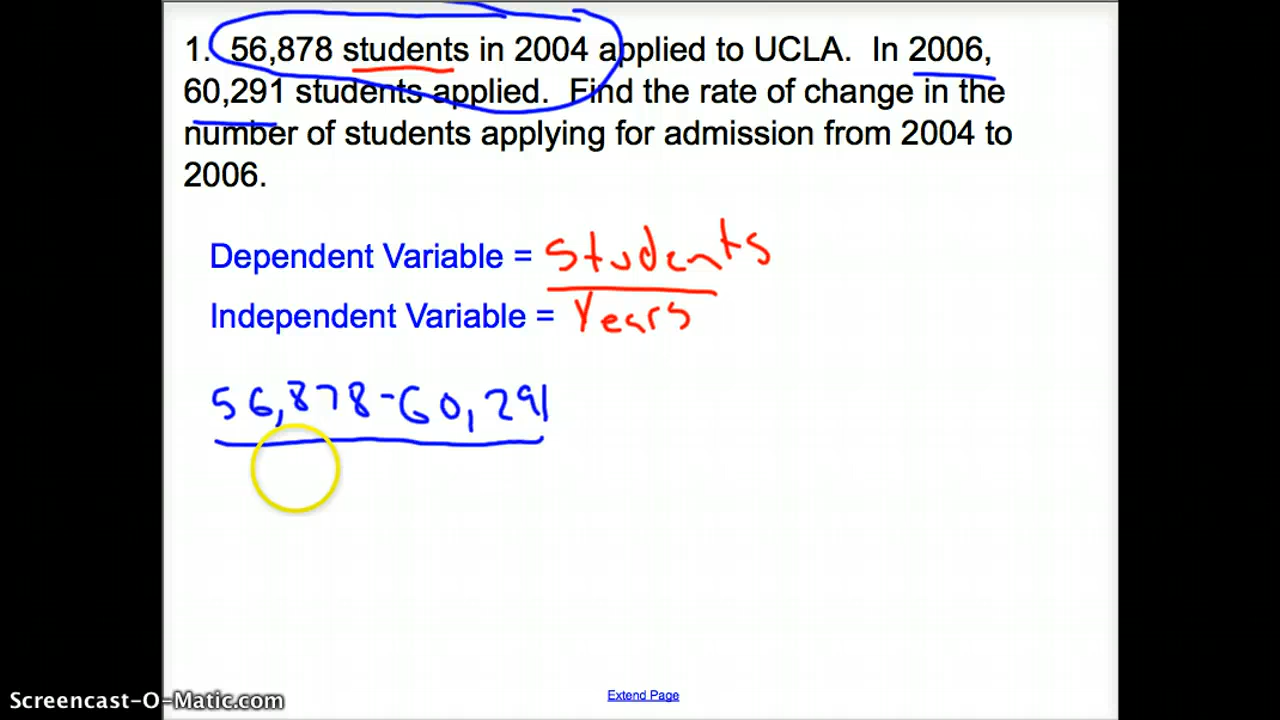 1. 56,878 students in 2004 applied to UCLA. In 2006,
60,291 students applied. Find the rate of change in the
number of students applying for admission from 2004 to
2006.
Dependent Variable = Students
Independent Variable = Years
56,878-60,291
Extend Page
Screencast-O-Matic.com